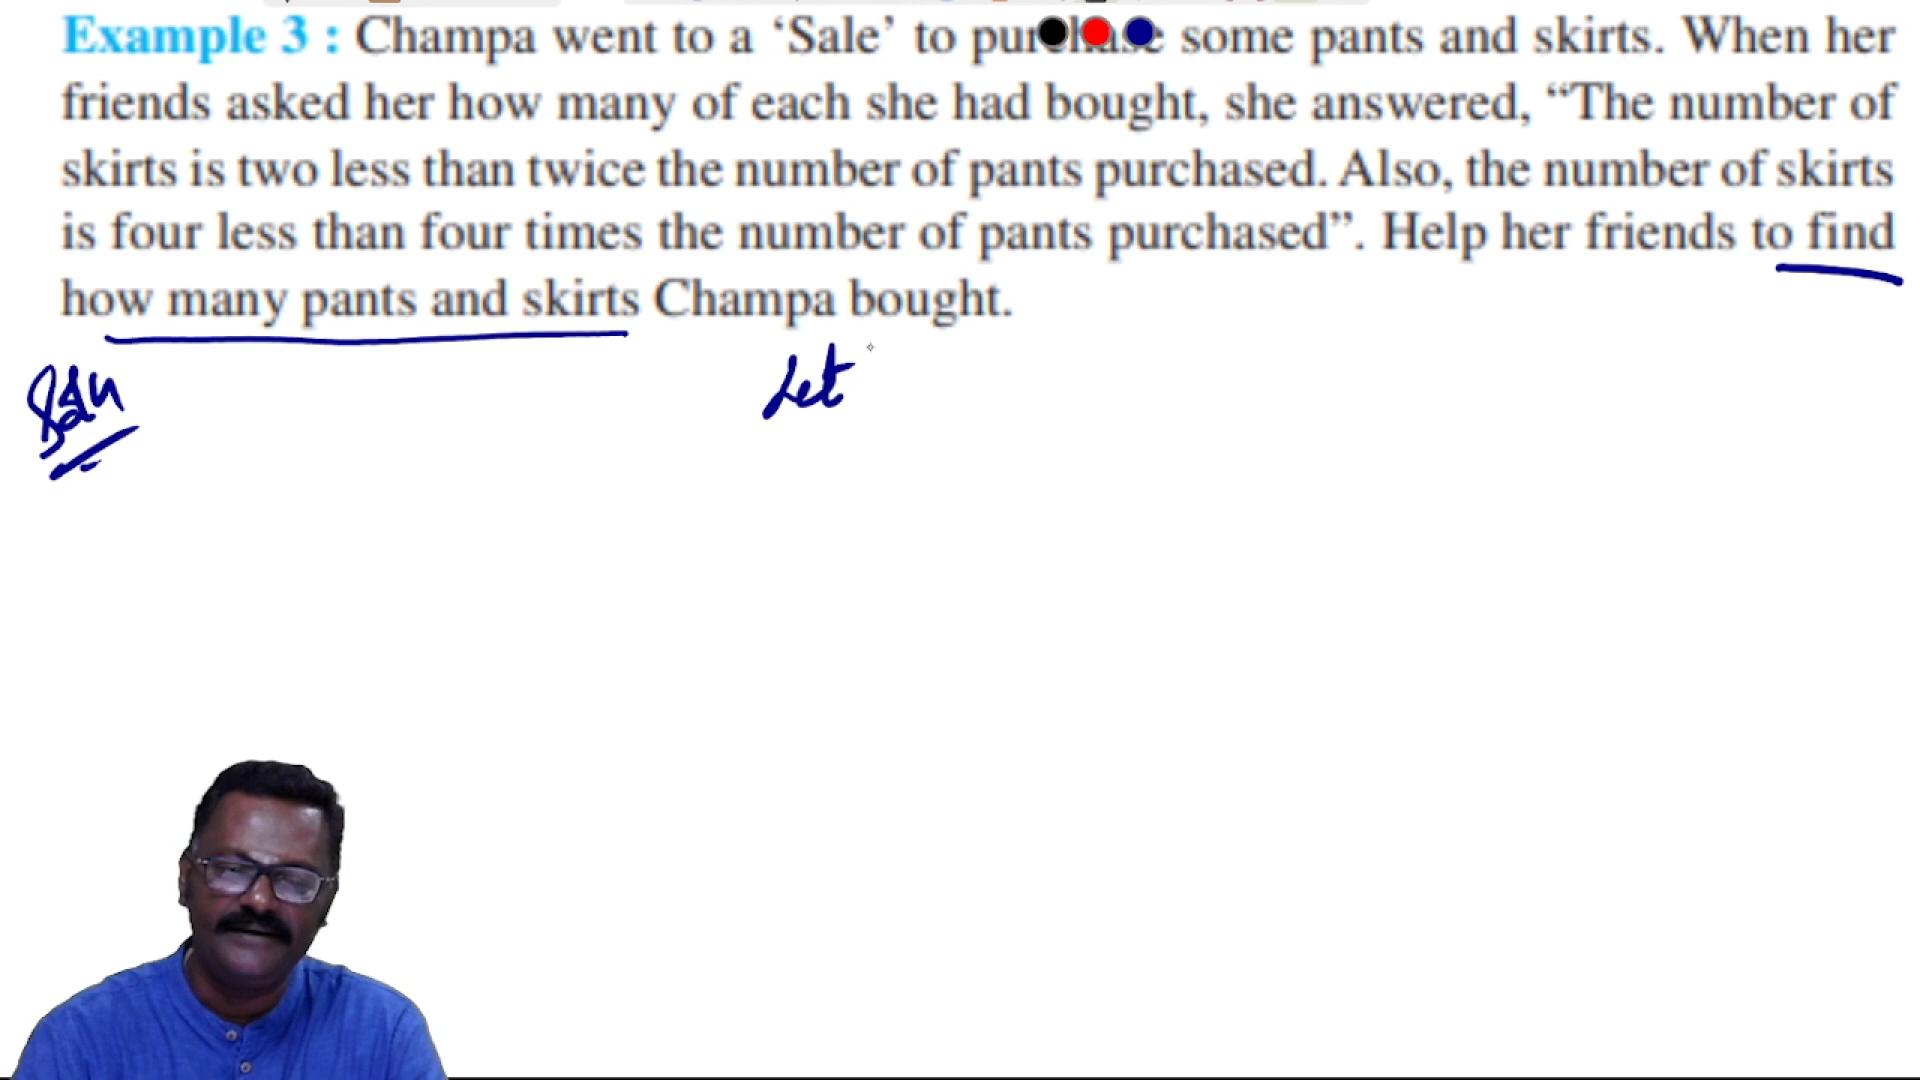 Example 3 : Champa went to a ‘Sale’ to purchase some pants and skirts. When her
friends asked her how many of each she had bought, she answered, “The number of
skirts is two less than twice the number of pants purchased. Also, the number of skirts
is four less than four times the number of pants purchased”. Help her friends to find
how many pants and skirts Champa bought.
Let